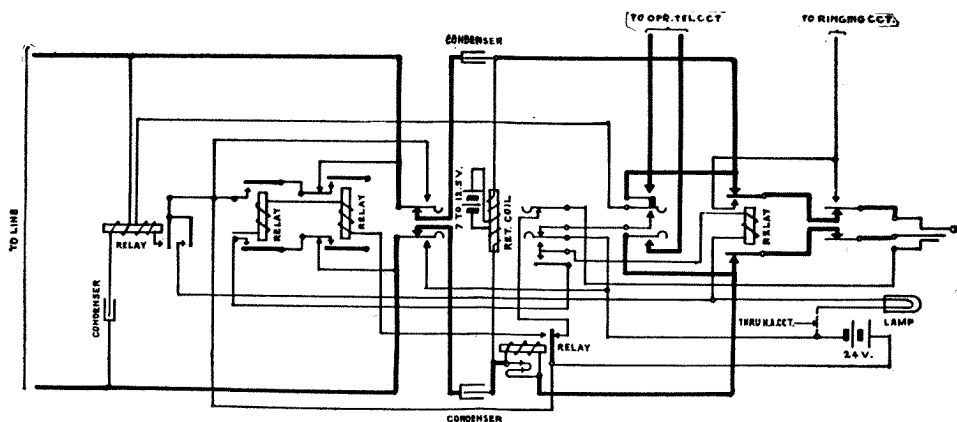 TO OPR. TEL. CCT
TO RINGING CCT.
CONDENSER
TO LINE
7 TO 12.5 V.
RET. COIL
RELAY
RELAY
RELAY
RELAY
CONDENSER
THRU N.A. CCT.
LAMP
RELAY
24 V.
CONDENSER